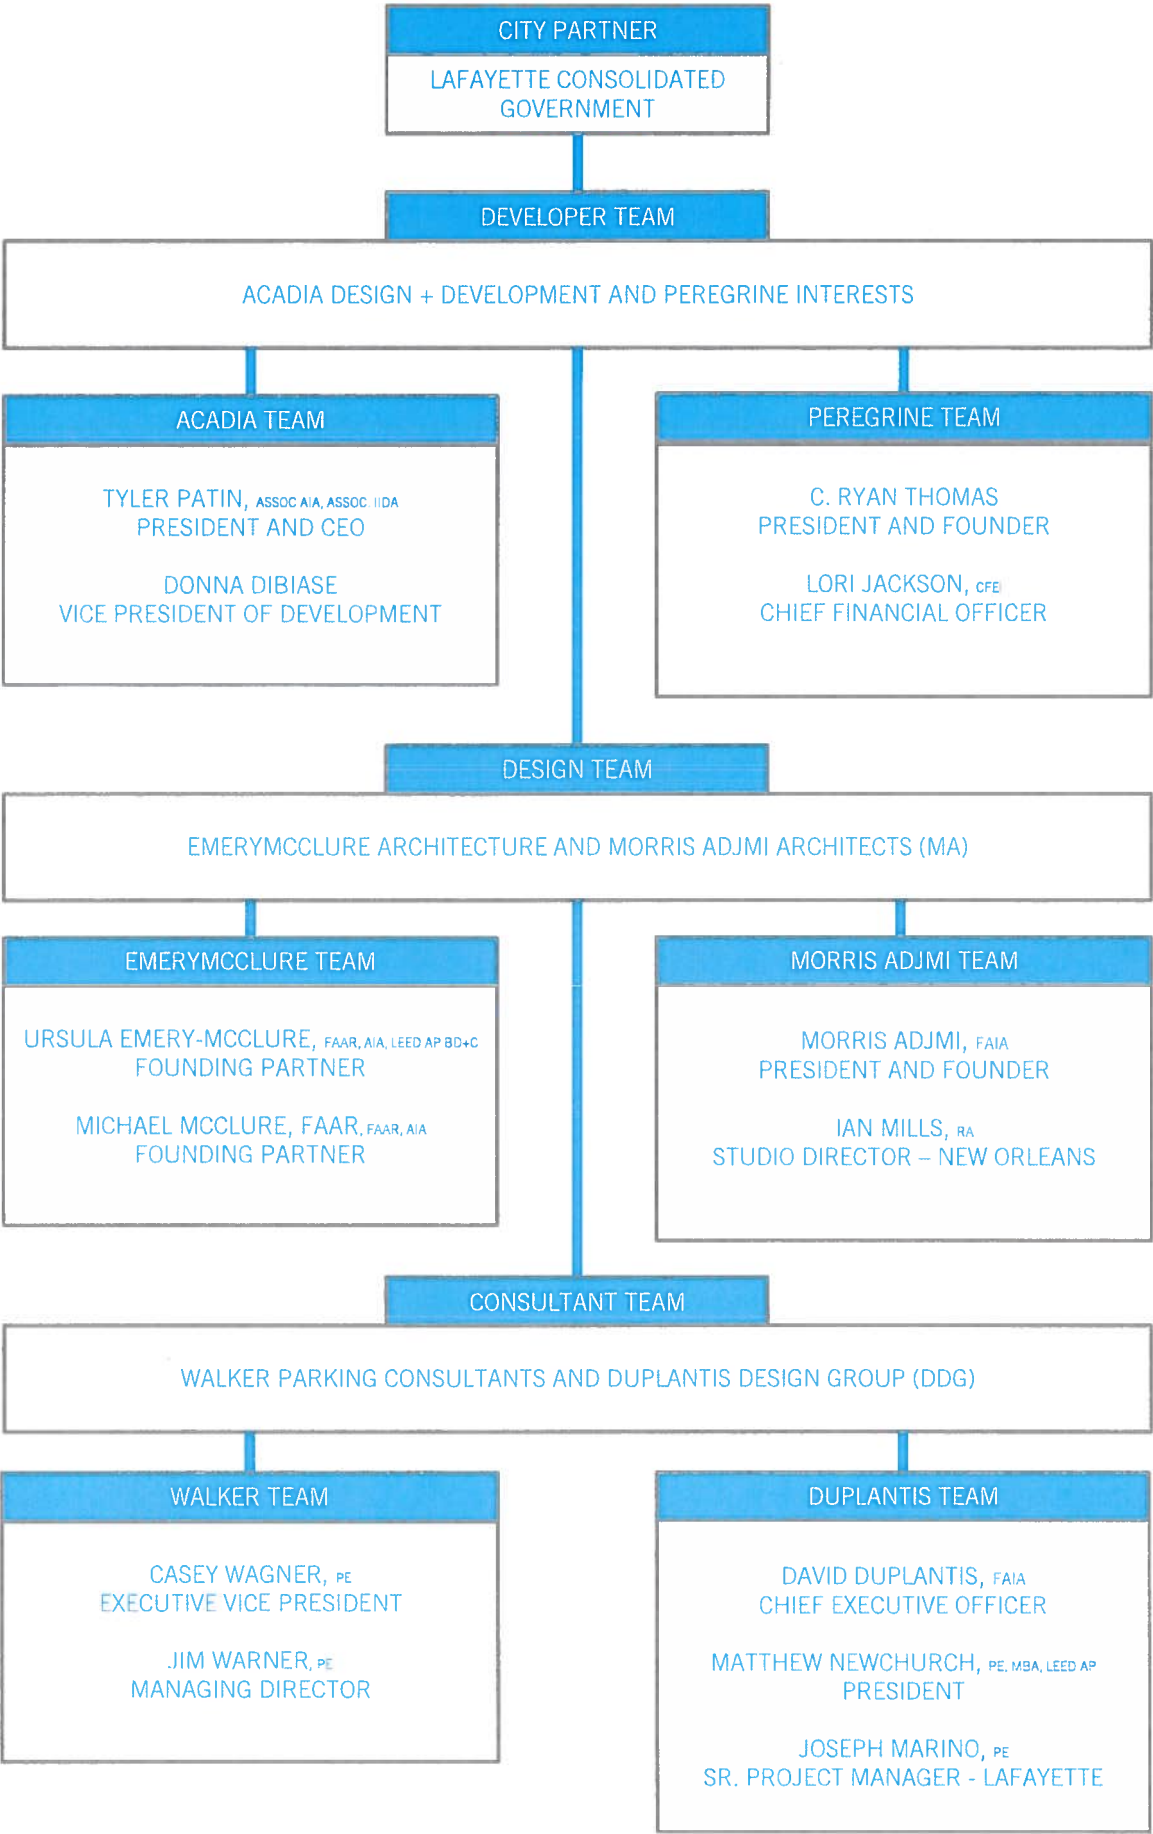 CITY PARTNER
LAFAYETTE CONSOLIDATED
GOVERNMENT
DEVELOPER TEAM
ACADIA DESIGN + DEVELOPMENT AND PEREGRINE INTERESTS
ACADIA TEAM
TYLER PATIN, ASSOC AIA, ASSOC. IIDA
PRESIDENT AND CEO
DONNA DIBIASE
VICE PRESIDENT OF DEVELOPMENT
PEREGRINE TEAM
C. RYAN THOMAS
PRESIDENT AND FOUNDER
LORI JACKSON, CFEI
CHIEF FINANCIAL OFFICER
DESIGN TEAM
EMERYMCCLURE ARCHITECTURE AND MORRIS ADJMI ARCHITECTS (MA)
EMERYMCCLURE TEAM
URSULA EMERY-MCCLURE, FAAR, AIA, LEED AP BD+C
FOUNDING PARTNER
MICHAEL MCCLURE, FAAR, FAAR, AIA
FOUNDING PARTNER
MORRIS ADJMI TEAM
MORRIS ADJMI, FAIA
PRESIDENT AND FOUNDER
IAN MILLS, RA
STUDIO DIRECTOR – NEW ORLEANS
CONSULTANT TEAM
WALKER PARKING CONSULTANTS AND DUPLANTIS DESIGN GROUP (DDG)
WALKER TEAM
CASEY WAGNER, PE
EXECUTIVE VICE PRESIDENT
JIM WARNER, PE
MANAGING DIRECTOR
DUPLANTIS TEAM
DAVID DUPLANTIS, FAIA
CHIEF EXECUTIVE OFFICER
MATTHEW NEWCHURCH, PE, MBA, LEED AP
PRESIDENT
JOSEPH MARINO, PE
SR. PROJECT MANAGER - LAFAYETTE